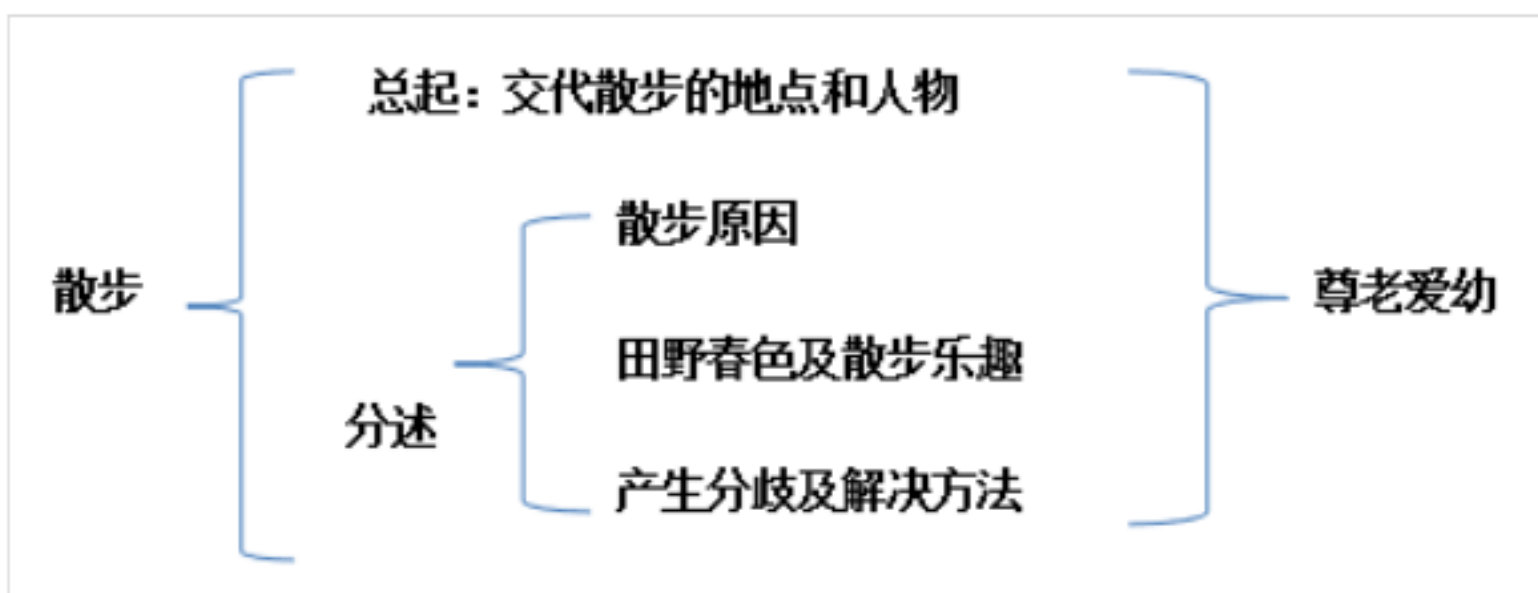 总起：交代散步的地点和人物
散步原因
散步
尊老爱幼
田野春色及散步乐趣
分述
产生分歧及解决方法